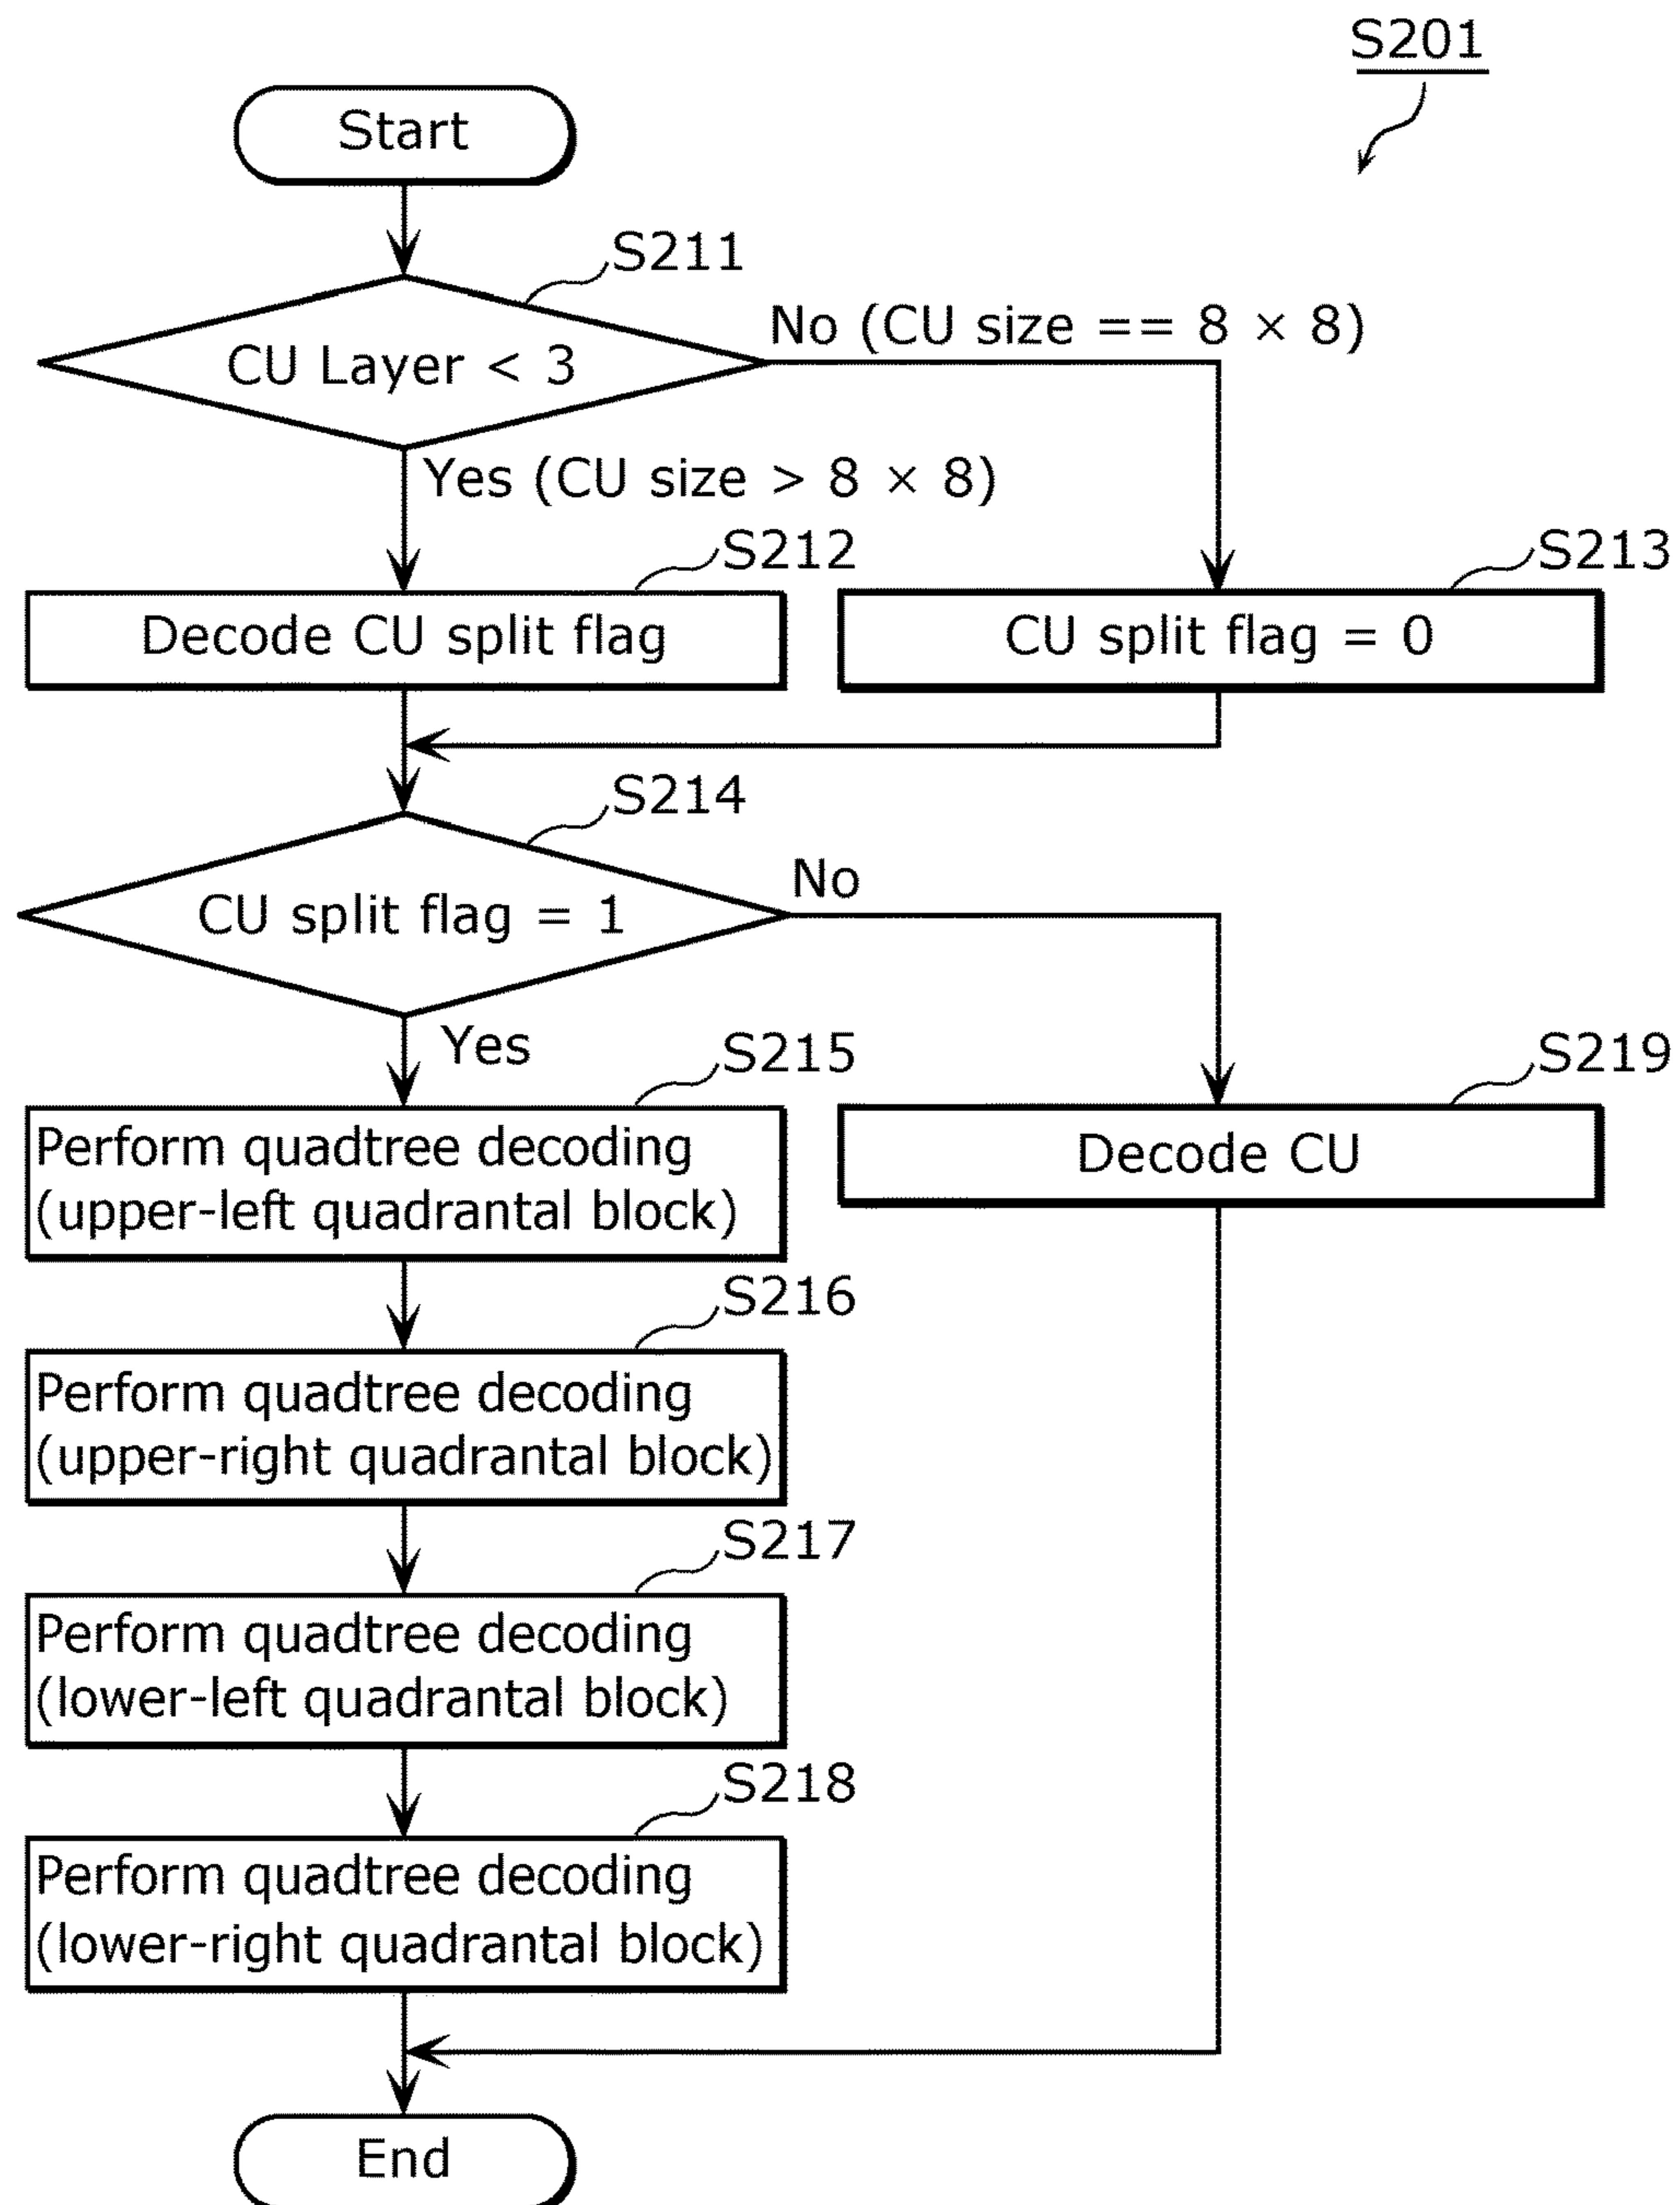 S201
Start
S211
CU Layer < 3
No (CU size == 8 × 8)
Yes (CU size > 8 × 8)
S212
Decode CU split flag
S213
CU split flag = 0
S214
CU split flag = 1
No
Yes
S215
Perform quadtree decoding
(upper-left quadrantal block)
S219
Decode CU
S216
Perform quadtree decoding
(upper-right quadrantal block)
S217
Perform quadtree decoding
(lower-left quadrantal block)
S218
Perform quadtree decoding
(lower-right quadrantal block)
End